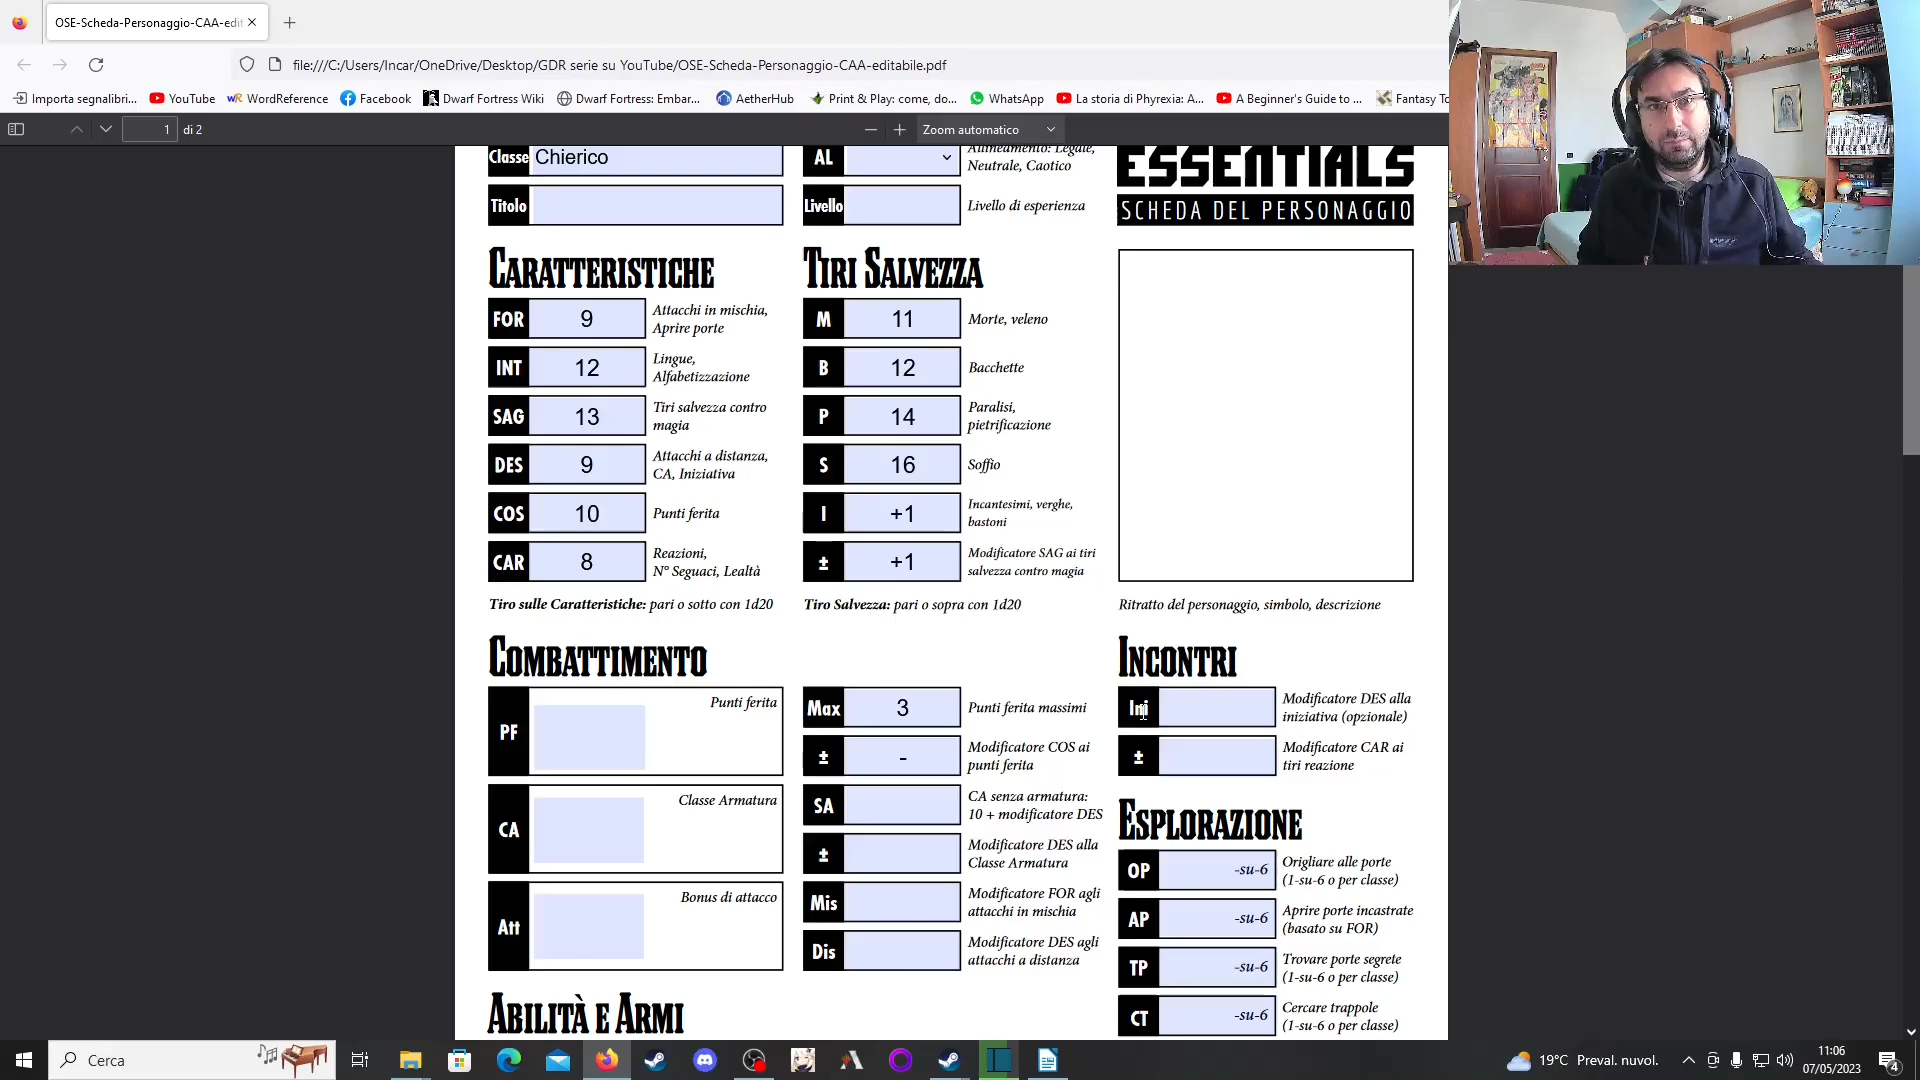 OSE-Scheda-Personaggio-CAA-edit
file:///C:/Users/Incar/OneDrive/Desktop/GDR serie su YouTube/OSE-Scheda-Personaggio-CAA-editabile.pdf
Importa segnalibri... YouTube WordReference Facebook Dwarf Fortress Wiki Dwarf Fortress: Embar... AetherHub Print & Play: come, do... WhatsApp La storia di Phyrexia: A... A Beginner's Guide to ... Fantasy To
1 di 2 Zoom automatico
Classe Chierico
AL Allineamento: Legale,
Neutrale, Caotico
ESSENTIALS
Titolo
Livello Livello di esperienza
SCHEDA DEL PERSONAGGIO
Caratteristiche
FOR 9 Attacchi in mischia,
Aprire porte
INT 12 Lingue,
Alfabetizzazione
SAG 13 Tiri salvezza contro
magia
DES 9 Attacchi a distanza,
CA, Iniziativa
COS 10 Punti ferita
CAR 8 Reazioni,
N° Seguaci, Lealtà
Tiro sulle Caratteristiche: pari o sotto con 1d20
Tiri Salvezza
M 11 Morte, veleno
B 12 Bacchette
P 14 Paralisi,
pietrificazione
S 16 Soffio
I +1 Incantesimi, verghe,
bastoni
± +1 Modificatore SAG ai tiri
salvezza contro magia
Tiro Salvezza: pari o sopra con 1d20
Ritratto del personaggio, simbolo, descrizione
Combattimento
PF Punti ferita
CA Classe Armatura
Att Bonus di attacco
Max 3 Punti ferita massimi
± - Modificatore COS ai
punti ferita
SA CA senza armatura:
10 + modificatore DES
± Modificatore DES alla
Classe Armatura
Mis Modificatore FOR agli
attacchi in mischia
Dis Modificatore DES agli
attacchi a distanza
Incontri
Ini Modificatore DES alla
iniziativa (opzionale)
± Modificatore CAR ai
tiri reazione
Esplorazione
OP -su-6 Origliare alle porte
(1-su-6 o per classe)
AP -su-6 Aprire porte incastrate
(basato su FOR)
TP -su-6 Trovare porte segrete
(1-su-6 o per classe)
CT -su-6 Cercare trappole
(1-su-6 o per classe)
Abilità e Armi
Cerca
19°C Preval. nuvol.
11:06
07/05/2023
4